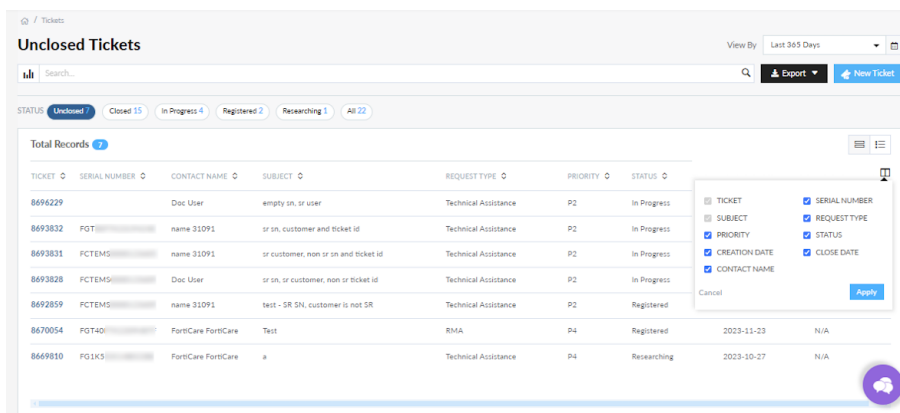 / Tickets
Unclosed Tickets
View By Last 365 Days
Search... Export New Ticket
STATUS Unclosed 7 Closed 15 In Progress 4 Registered 2 Researching 1 All 22
Total Records 7
TICKET SERIAL NUMBER CONTACT NAME SUBJECT REQUEST TYPE PRIORITY STATUS
8696229 Doc User empty sn, sr user Technical Assistance P2 In Progress
8693832 FGT name 31091 sr sn, customer and ticket id Technical Assistance P2 In Progress
8693831 FCTEMS name 31091 sr customer, non sr sn and ticket id Technical Assistance P2 In Progress
8693828 FCTEMS Doc User sr sn, sr customer, non sr ticket id Technical Assistance P2 In Progress
8692859 FCTEMS name 31091 test - SR SN, customer is not SR Technical Assistance P2 Registered
8670054 FGT40 FortiCare FortiCare Test RMA P4 Registered 2023-11-23 N/A
8669810 FG1K5 FortiCare FortiCare a Technical Assistance P4 Researching 2023-10-27 N/A
TICKET SERIAL NUMBER
SUBJECT REQUEST TYPE
PRIORITY STATUS
CREATION DATE CLOSE DATE
CONTACT NAME
Cancel Apply